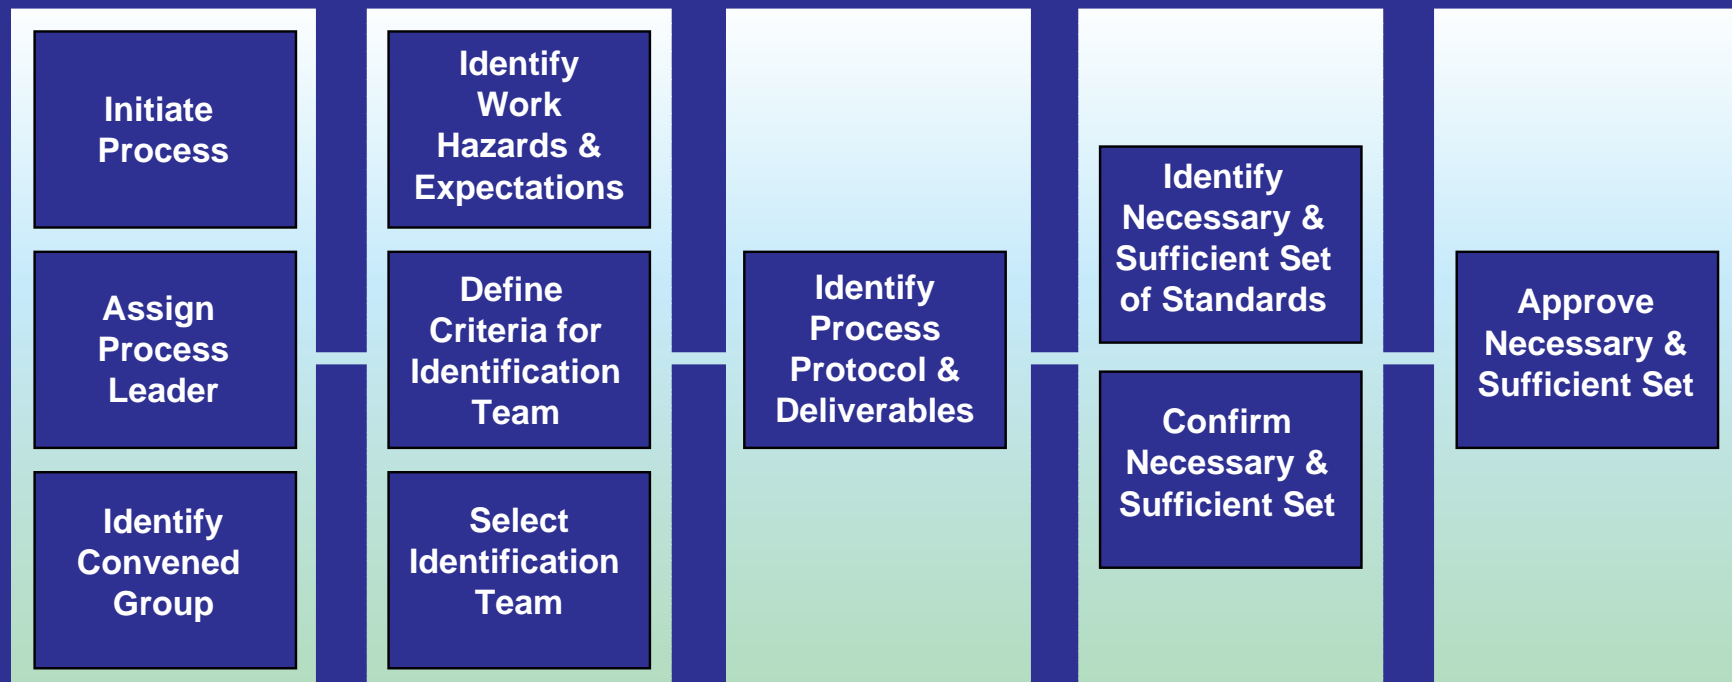 Initiate
Process
Assign
Process
Leader
Identify
Convened
Group
Identify
Work
Hazards &
Expectations
Define
Criteria for
Identification
Team
Select
Identification
Team
Identify
Process
Protocol &
Deliverables
Identify
Necessary &
Sufficient Set
of Standards
Confirm
Necessary &
Sufficient Set
Approve
Necessary &
Sufficient Set